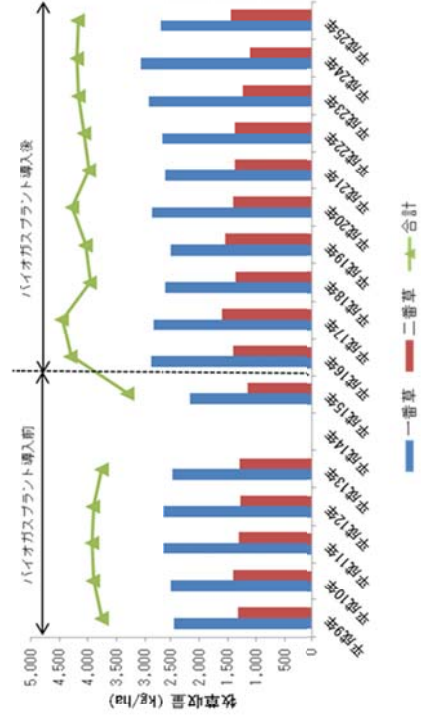 バイオガスプラント導入前
バイオガスプラント導入後
牧草収量 (kg/ha)
5,000
4,500
4,000
3,500
3,000
2,500
2,000
1,500
1,000
500
0
平成9年
平成10年
平成11年
平成12年
平成13年
平成14年
平成15年
平成16年
平成17年
平成18年
平成19年
平成20年
平成21年
平成22年
平成23年
平成24年
平成25年
一番草
二番草
合計